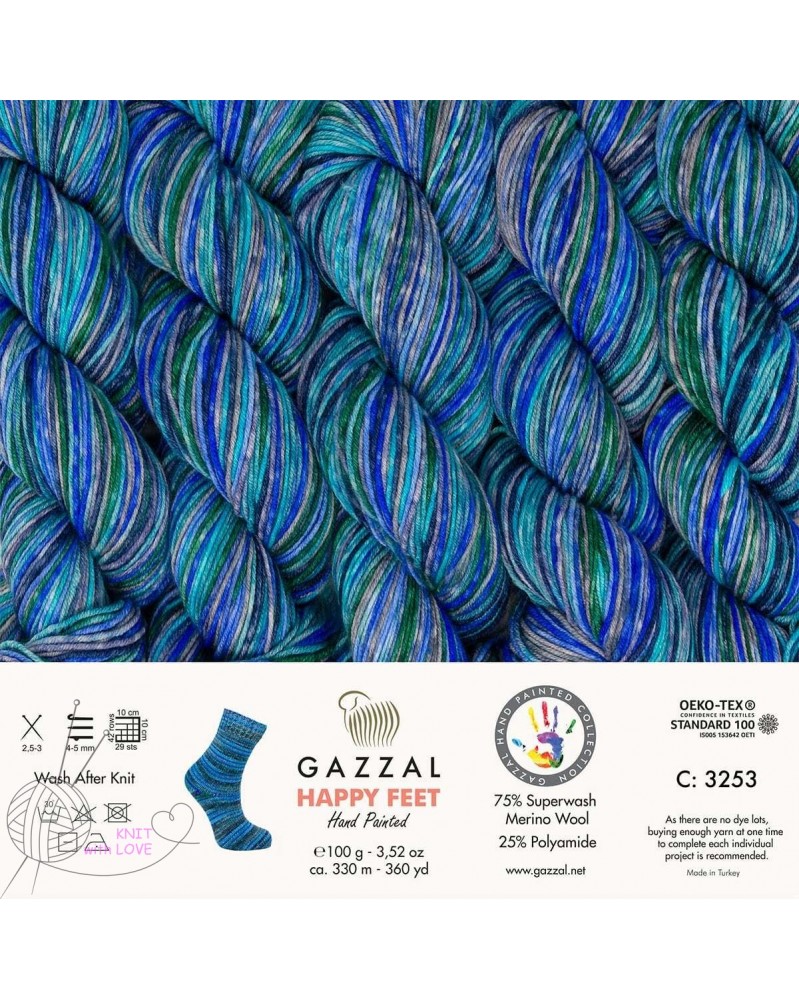 2,5-3
4-5 mm
10 cm
10 cm
42 rows
29 sts
Wash After Knit
30
KNIT
with LOVE
GAZZAL
HAPPY FEET
Hand Painted
℮100 g - 3,52 oz
ca. 330 m - 360 yd
GAZZAL HAND PAINTED COLLECTION
75% Superwash
Merino Wool
25% Polyamide
www.gazzal.net
OEKO-TEX®
CONFIDENCE IN TEXTILES
STANDARD 100
IS005 153642 OETI
C: 3253
As there are no dye lots,
buying enough yarn at one time
to complete each individual
project is recommended.
Made in Turkey